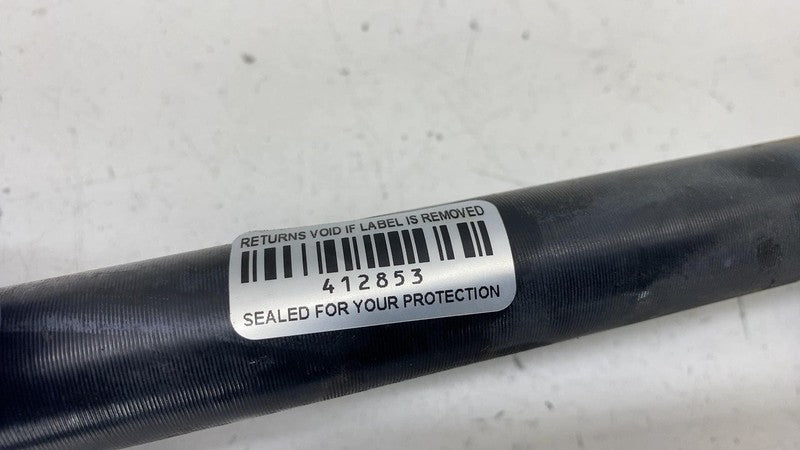 RETURNS VOID IF LABEL IS REMOVED
412853
SEALED FOR YOUR PROTECTION